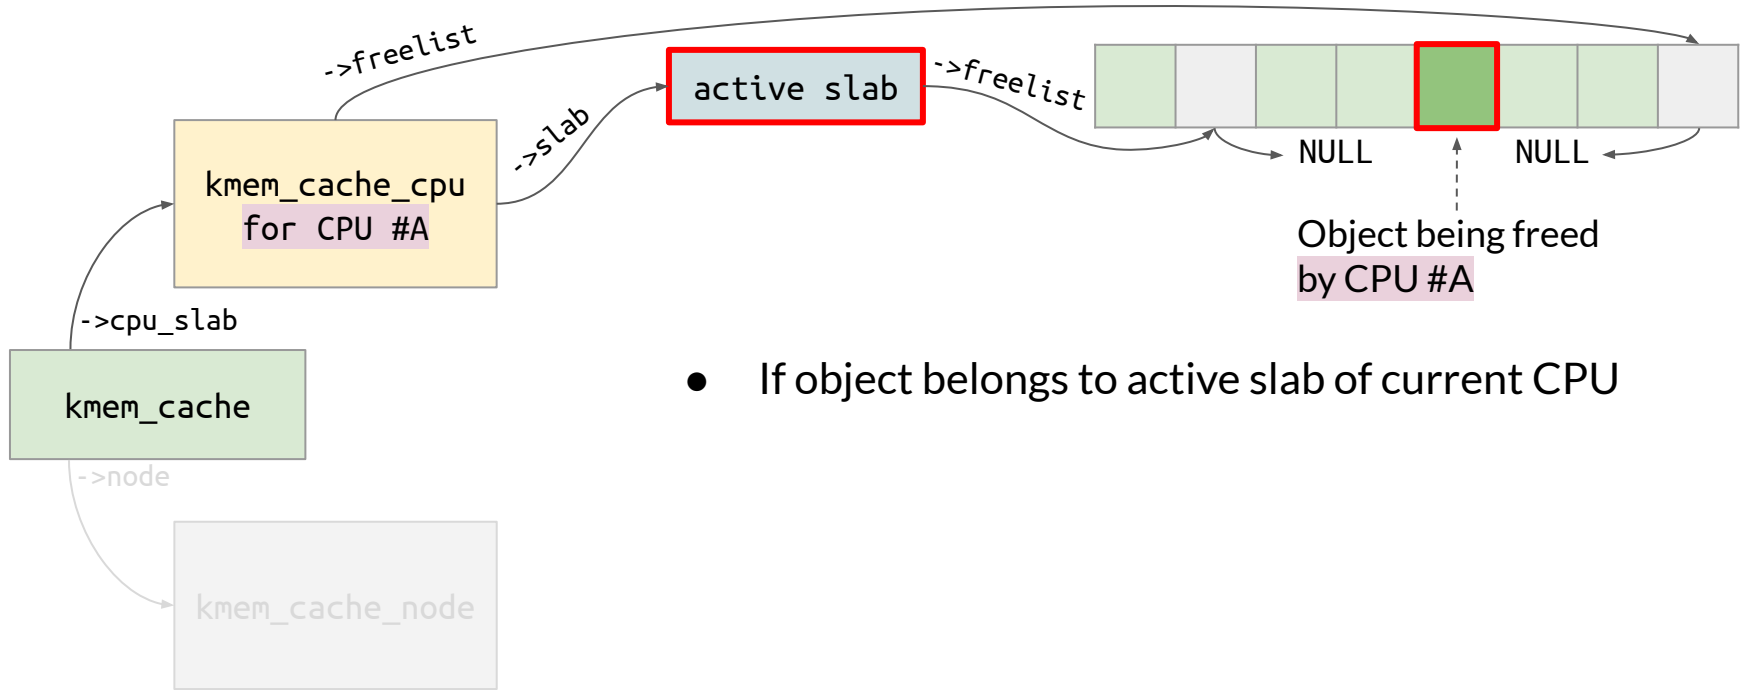 ->freelist
active slab
->freelist
->slab
NULL
NULL
kmem_cache_cpu
for CPU #A
Object being freed
by CPU #A
->cpu_slab
● If object belongs to active slab of current CPU
kmem_cache
->node
kmem_cache_node